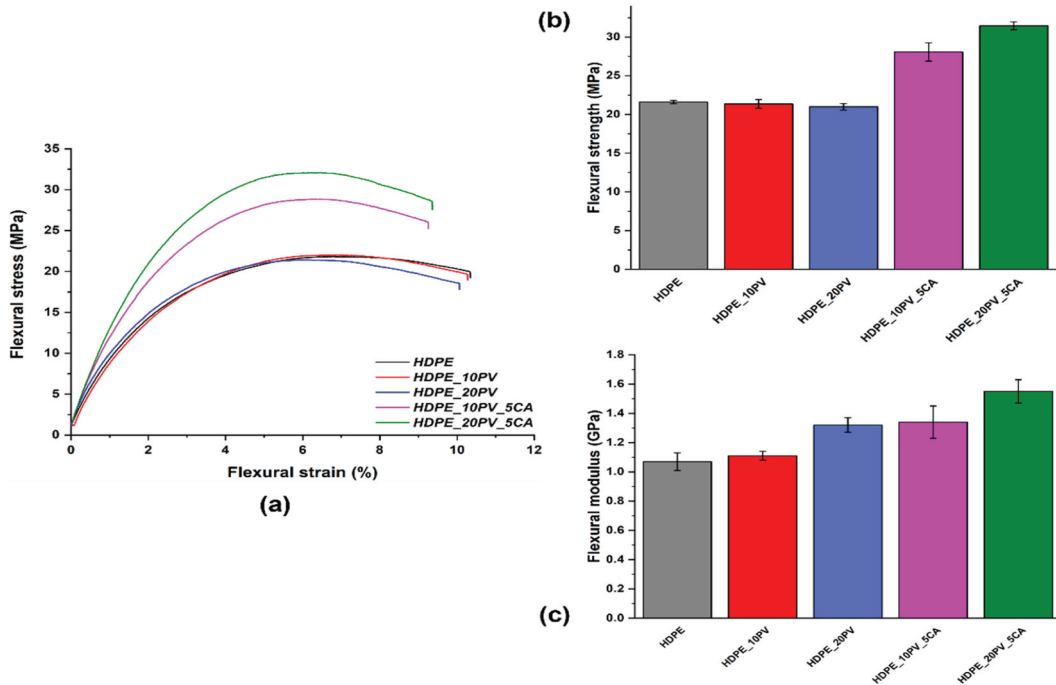 35
30
25
20
15
10
5
0
Flexural stress (MPa)
HDPE
HDPE_10PV
HDPE_20PV
HDPE_10PV_5CA
HDPE_20PV_5CA
0 2 4 6 8 10 12
Flexural strain (%)
(a)
(b)
30
25
20
15
10
5
0
Flexural strength (MPa)
HDPE
HDPE_10PV
HDPE_20PV
HDPE_10PV_5CA
HDPE_20PV_5CA
1.8
1.6
1.4
1.2
1.0
0.8
0.6
0.4
0.2
0.0
Flexural modulus (GPa)
(c)
HDPE
HDPE_10PV
HDPE_20PV
HDPE_10PV_5CA
HDPE_20PV_5CA